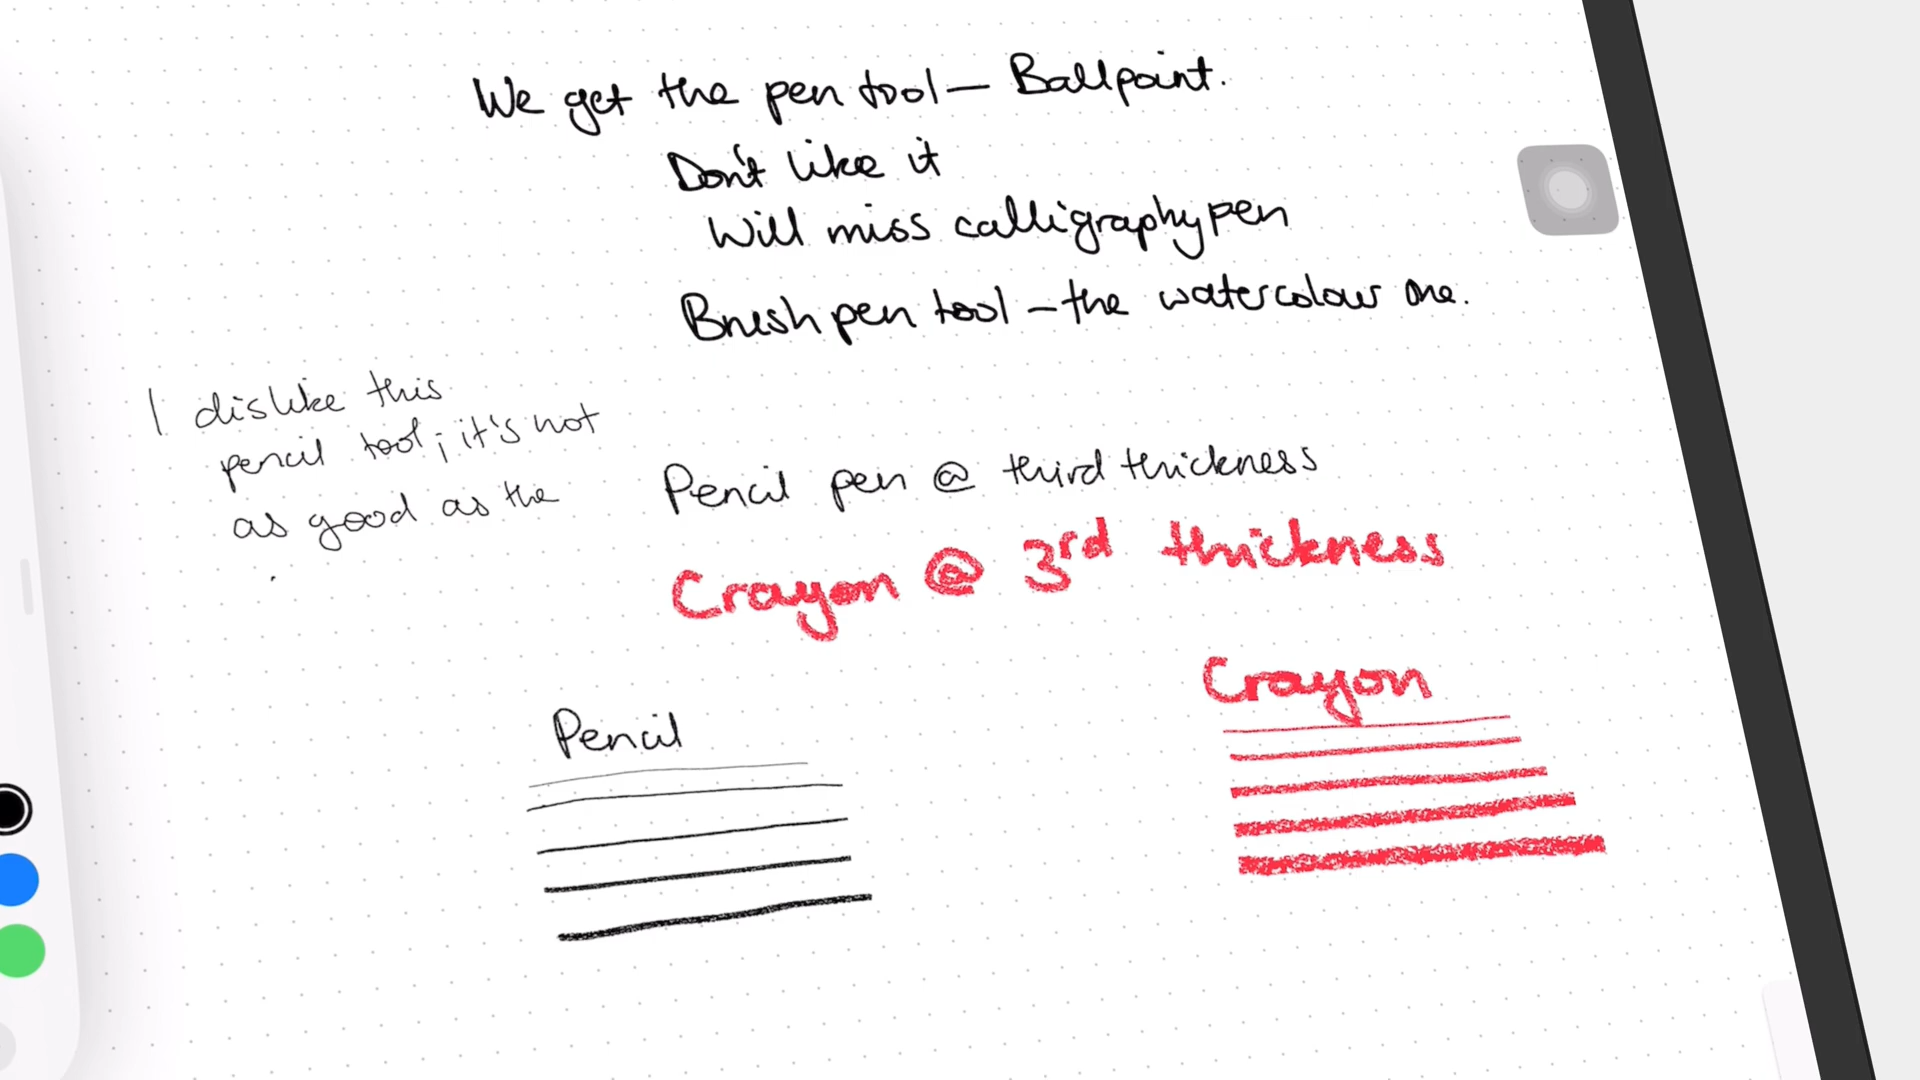 We get the pen tool — Ballpoint.
Don't like it
Will miss calligraphy pen
Brush pen tool — the watercolour one.
I dislike this
pencil tool; it's not
as good as the
Pencil pen @ third thickness
Crayon @ 3rd thickness
Crayon
Pencil